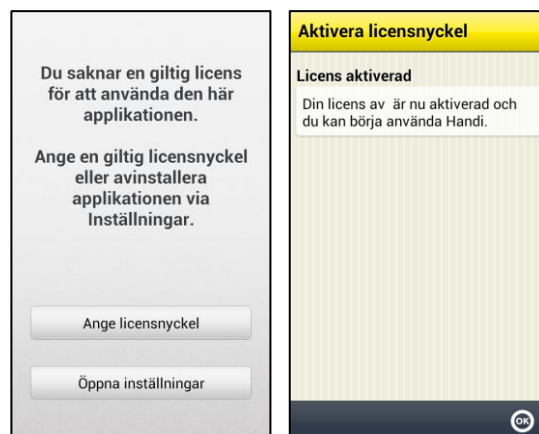 Du saknar en giltig licens
för att använda den här
applikationen.
Ange en giltig licensnyckel
eller avinstallera
applikationen via
Inställningar.
Ange licensnyckel
Öppna inställningar
Aktivera licensnyckel
Licens aktiverad
Din licens av  är nu aktiverad och
du kan börja använda Handi.
OK